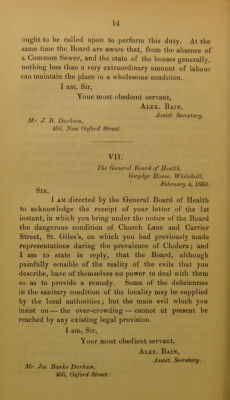 14
ought to be called upon to perform this duty. At the
same time the Board are aware that, from the absence of
a Common Sewer, and the state of the houses generally,
nothing less than a very extraordinary amount of labour
can maintain the place in a wholesome condition.
I am, Sir,
Your most obedient servant,
ALEX. BAIN,
Assist. Secretary.
Mr. J. B. Durham,
456, New Oxford Street.
VII.
The General Board of Health,
Gwydyr House, Whitehall,
February 4, 1850.
SIR,
I AM directed by the General Board of Health
to acknowledge the receipt of your letter of the 1st
instant, in which you bring under the notice of the Board
the dangerous condition of Church Lane and Carrier
Street, St. Giles's, on which you had previously made
representations during the prevalence of Cholera; and
I am to state in reply, that the Board, although
painfully sensible of the reality of the evils that you
describe, have of themselves no power to deal with them
so as to provide a remedy. Some of the deficiencies
in the sanitary condition of the locality may be supplied
by the local authorities; but the main evil which you
insist on — the over-crowding — cannot at present be
reached by any existing legal provision.
I am, Sir,
Your most obedient servant,
ALEX. BAIN,
Assist. Secretary.
Mr. Jos. Banks Durham,
456, Oxford Street.